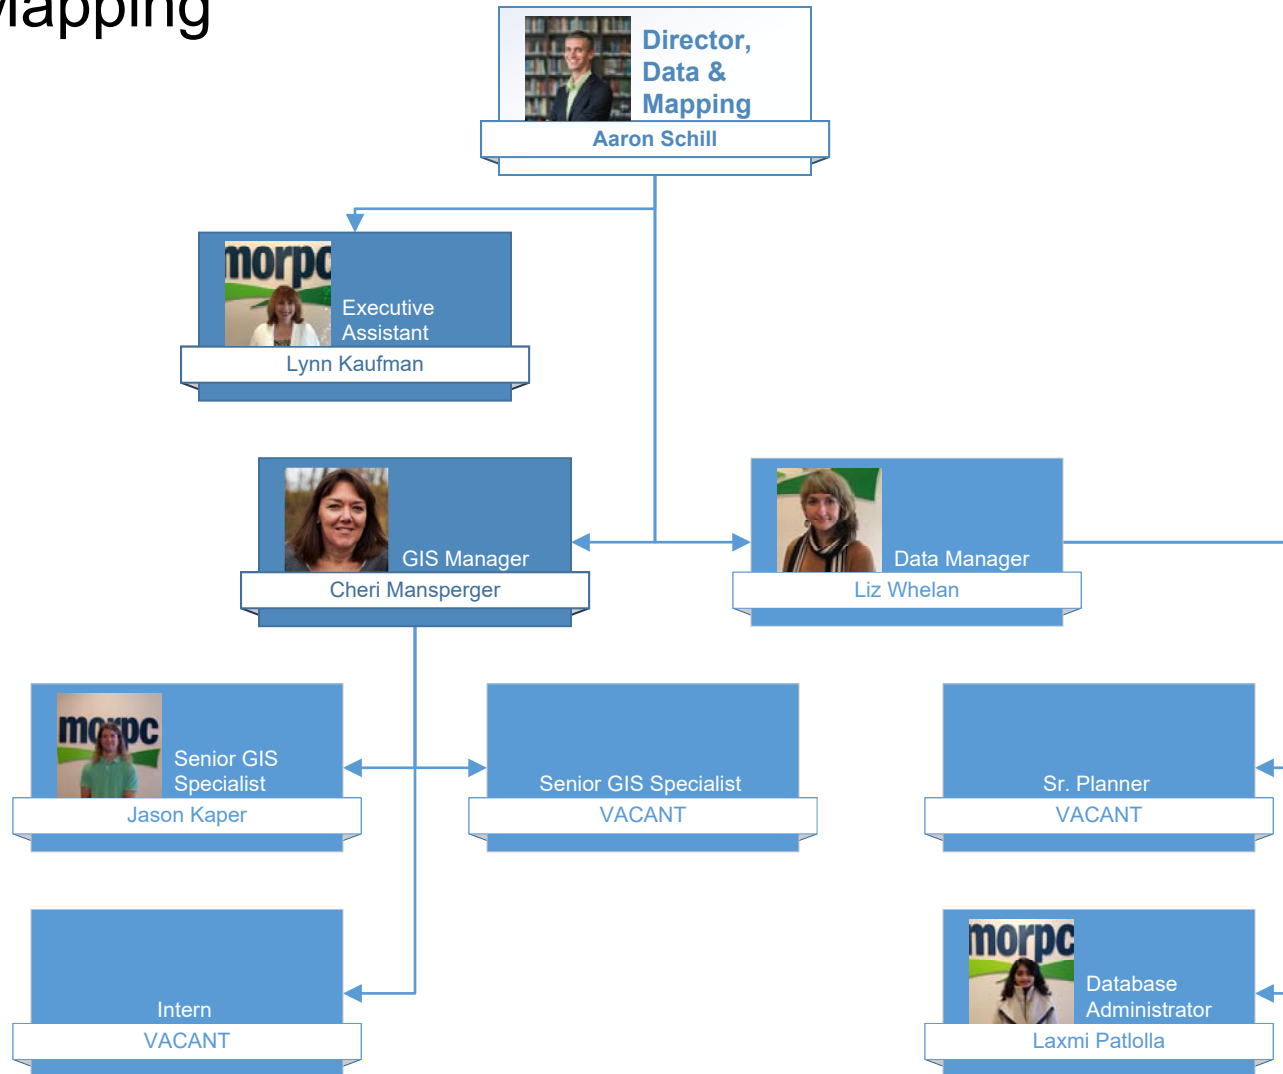 Mapping
Director,
Data &
Mapping
Aaron Schill
morpc
Executive
Assistant
Lynn Kaufman
GIS Manager
Cheri Mansperger
Data Manager
Liz Whelan
morpc
Senior GIS
Specialist
Jason Kaper
Senior GIS Specialist
VACANT
Sr. Planner
VACANT
Intern
VACANT
morpc
Database
Administrator
Laxmi Patlolla